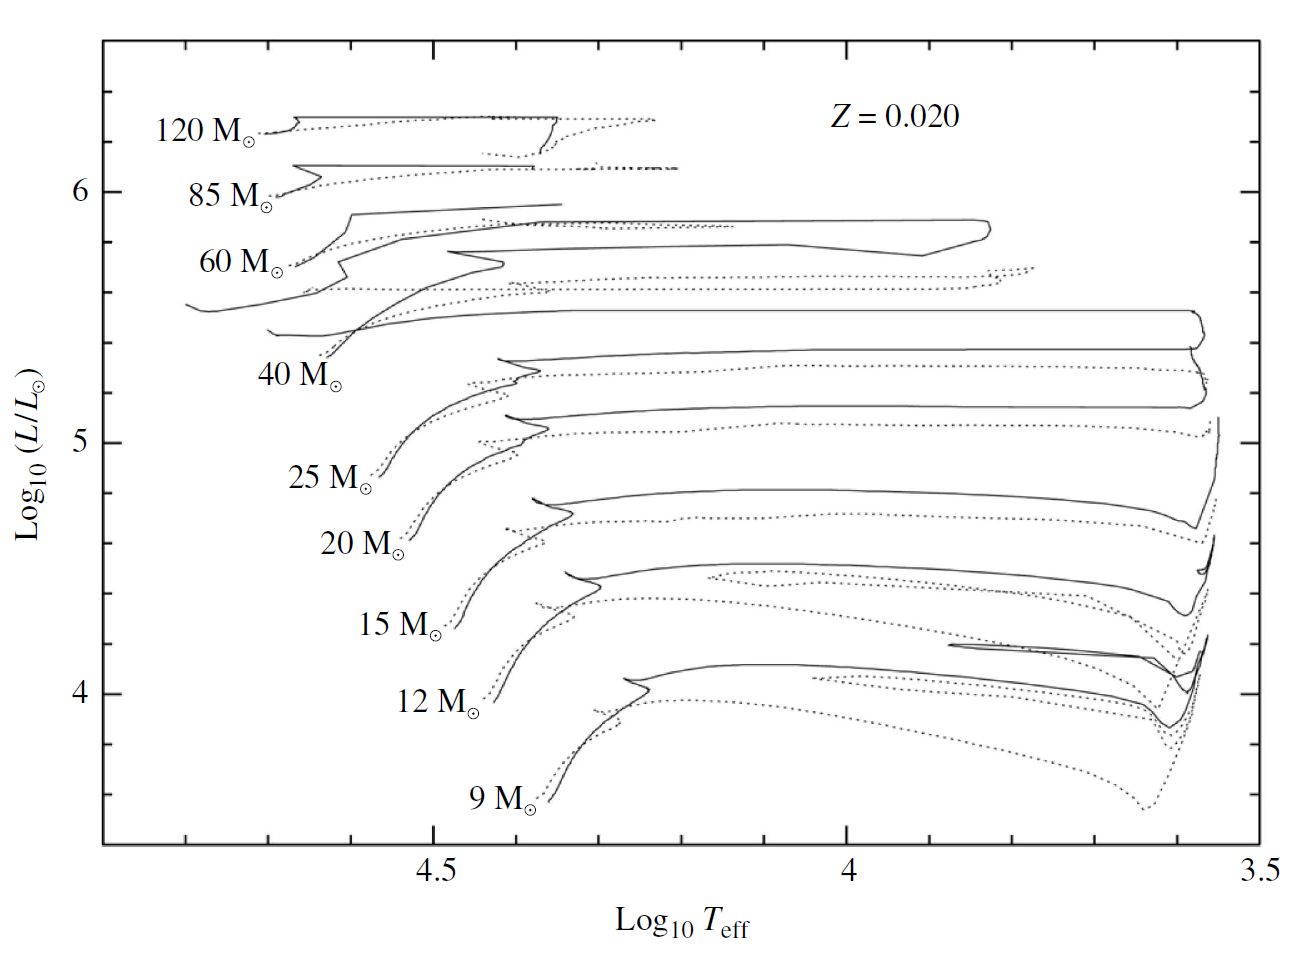 Z = 0.020
120 M☉
85 M☉
60 M☉
40 M☉
25 M☉
20 M☉
15 M☉
12 M☉
9 M☉
6
5
4
Log₁₀ (L/L☉)
4.5
4
3.5
Log₁₀ Teff